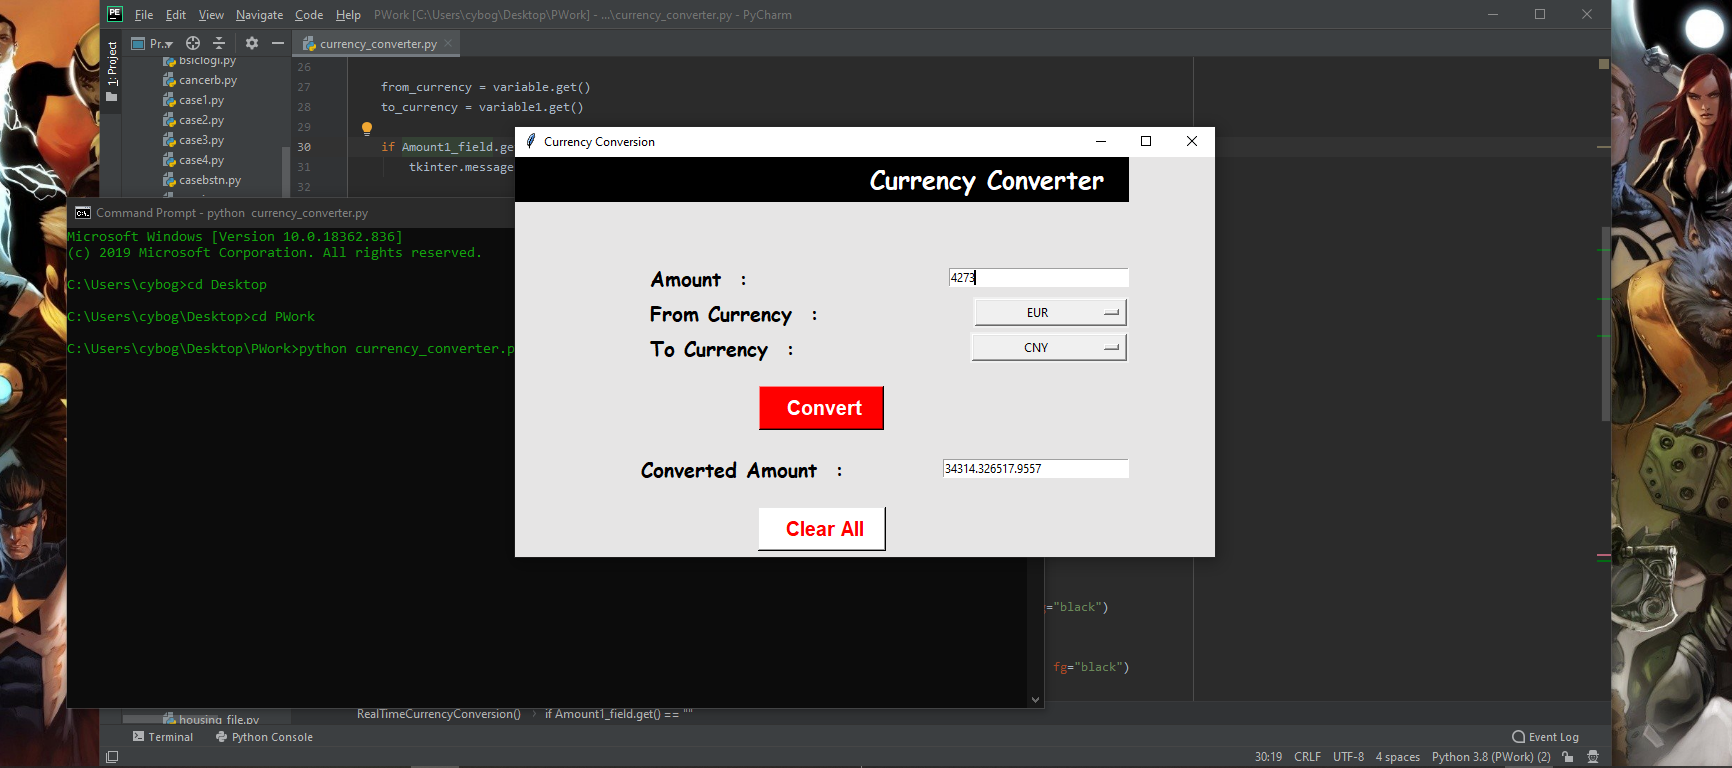 File Edit View Navigate Code Help PWork [C:\Users\cybog\Desktop\PWork] - ...\currency_converter.py - PyCharm
1: Project
Pr..
currency_converter.py
bsiclogi.py
cancerb.py
case1.py
case2.py
case3.py
case4.py
casebstn.py
26
27 from_currency = variable.get()
28 to_currency = variable1.get()
29
30 if Amount1_field.ge
31 tkinter.message
32
Command Prompt - python currency_converter.py
Microsoft Windows [Version 10.0.18362.836]
(c) 2019 Microsoft Corporation. All rights reserved.
C:\Users\cybog>cd Desktop
C:\Users\cybog\Desktop>cd PWork
C:\Users\cybog\Desktop\PWork>python currency_converter.p
Currency Conversion
Currency Converter
Amount : 4273
From Currency : EUR
To Currency : CNY
Convert
Converted Amount : 34314.326517.9557
Clear All
="black")
fg="black")
housing_file.py
RealTimeCurrencyConversion() › if Amount1_field.get() == ""
Terminal Python Console Event Log
30:19 CRLF UTF-8 4 spaces Python 3.8 (PWork) (2)